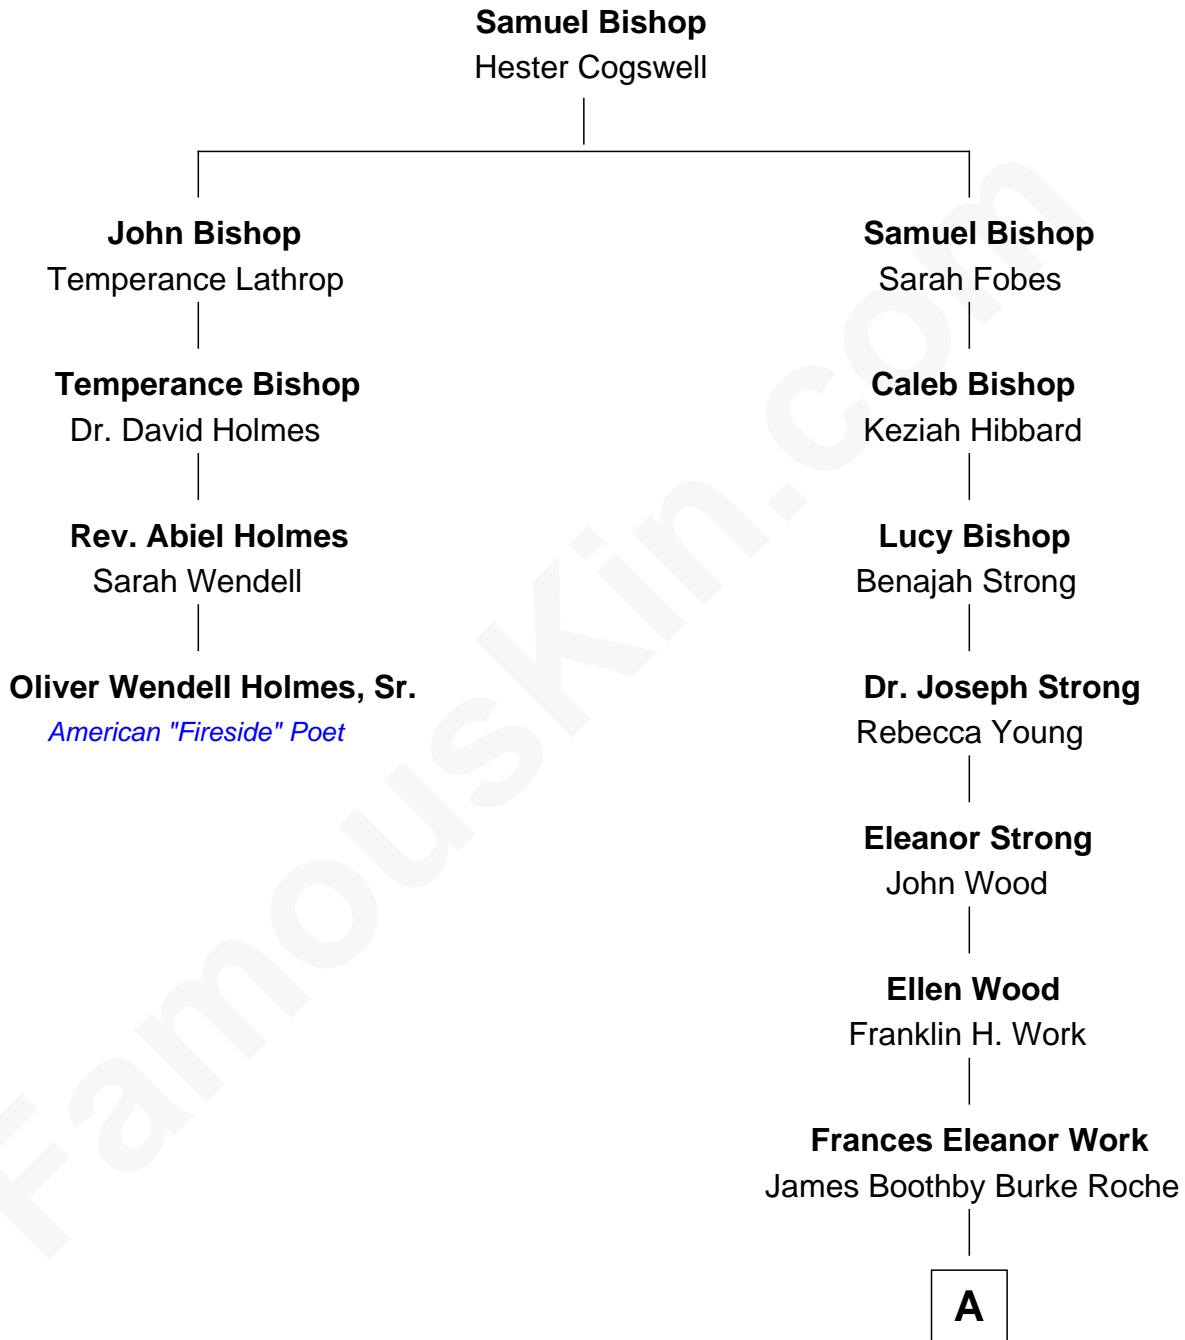 Samuel Bishop
Hester Cogswell
John Bishop
Temperance Lathrop
Samuel Bishop
Sarah Fobes
Temperance Bishop
Dr. David Holmes
Caleb Bishop
Keziah Hibbard
Rev. Abiel Holmes
Sarah Wendell
Lucy Bishop
Benajah Strong
Oliver Wendell Holmes, Sr.
American "Fireside" Poet
Dr. Joseph Strong
Rebecca Young
Eleanor Strong
John Wood
Ellen Wood
Franklin H. Work
Frances Eleanor Work
James Boothby Burke Roche
A
FamousKin.com